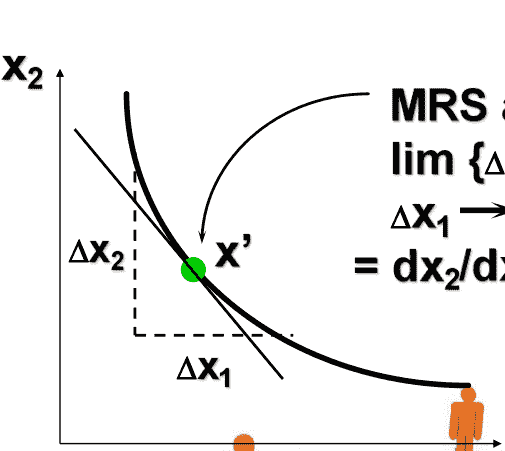 x₂
MRS
lim {Δ
Δx₁ →
= dx₂/dx
Δx₂
x’
Δx₁